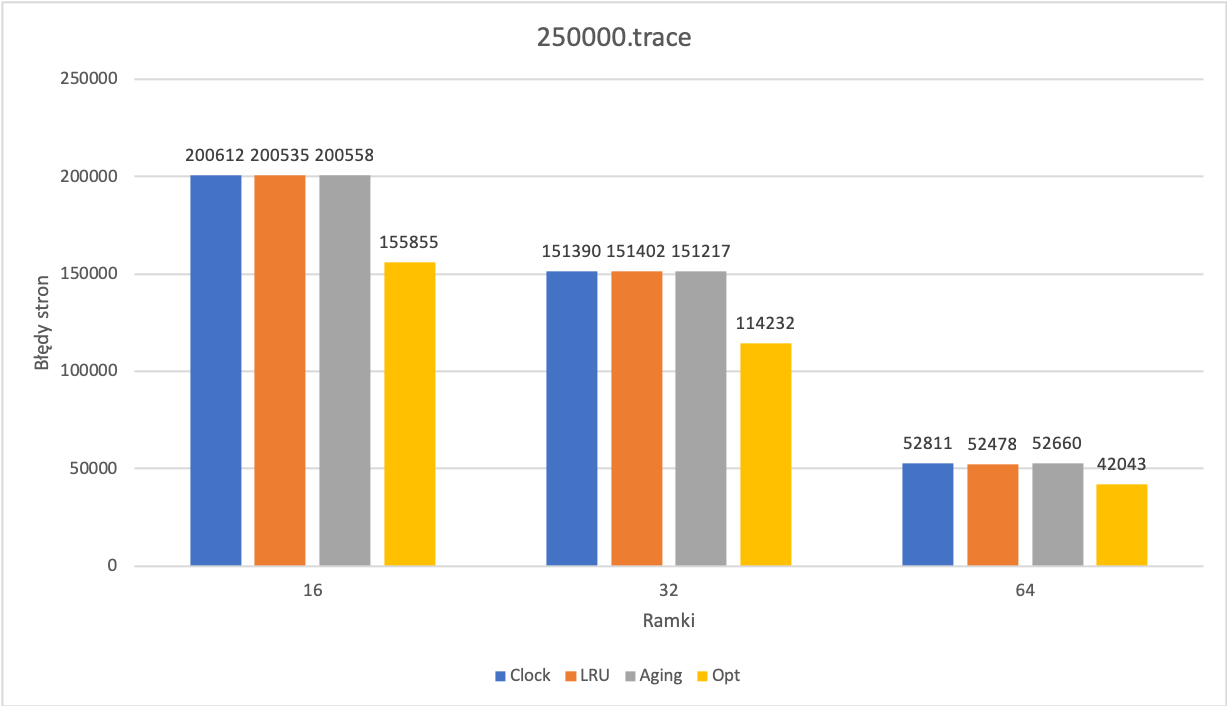 250000.trace
250000
200000
150000
100000
50000
0
Błędy stron
200612 200535 200558
155855
151390 151402 151217
114232
52811 52478 52660
42043
16 32 64
Ramki
Clock LRU Aging Opt